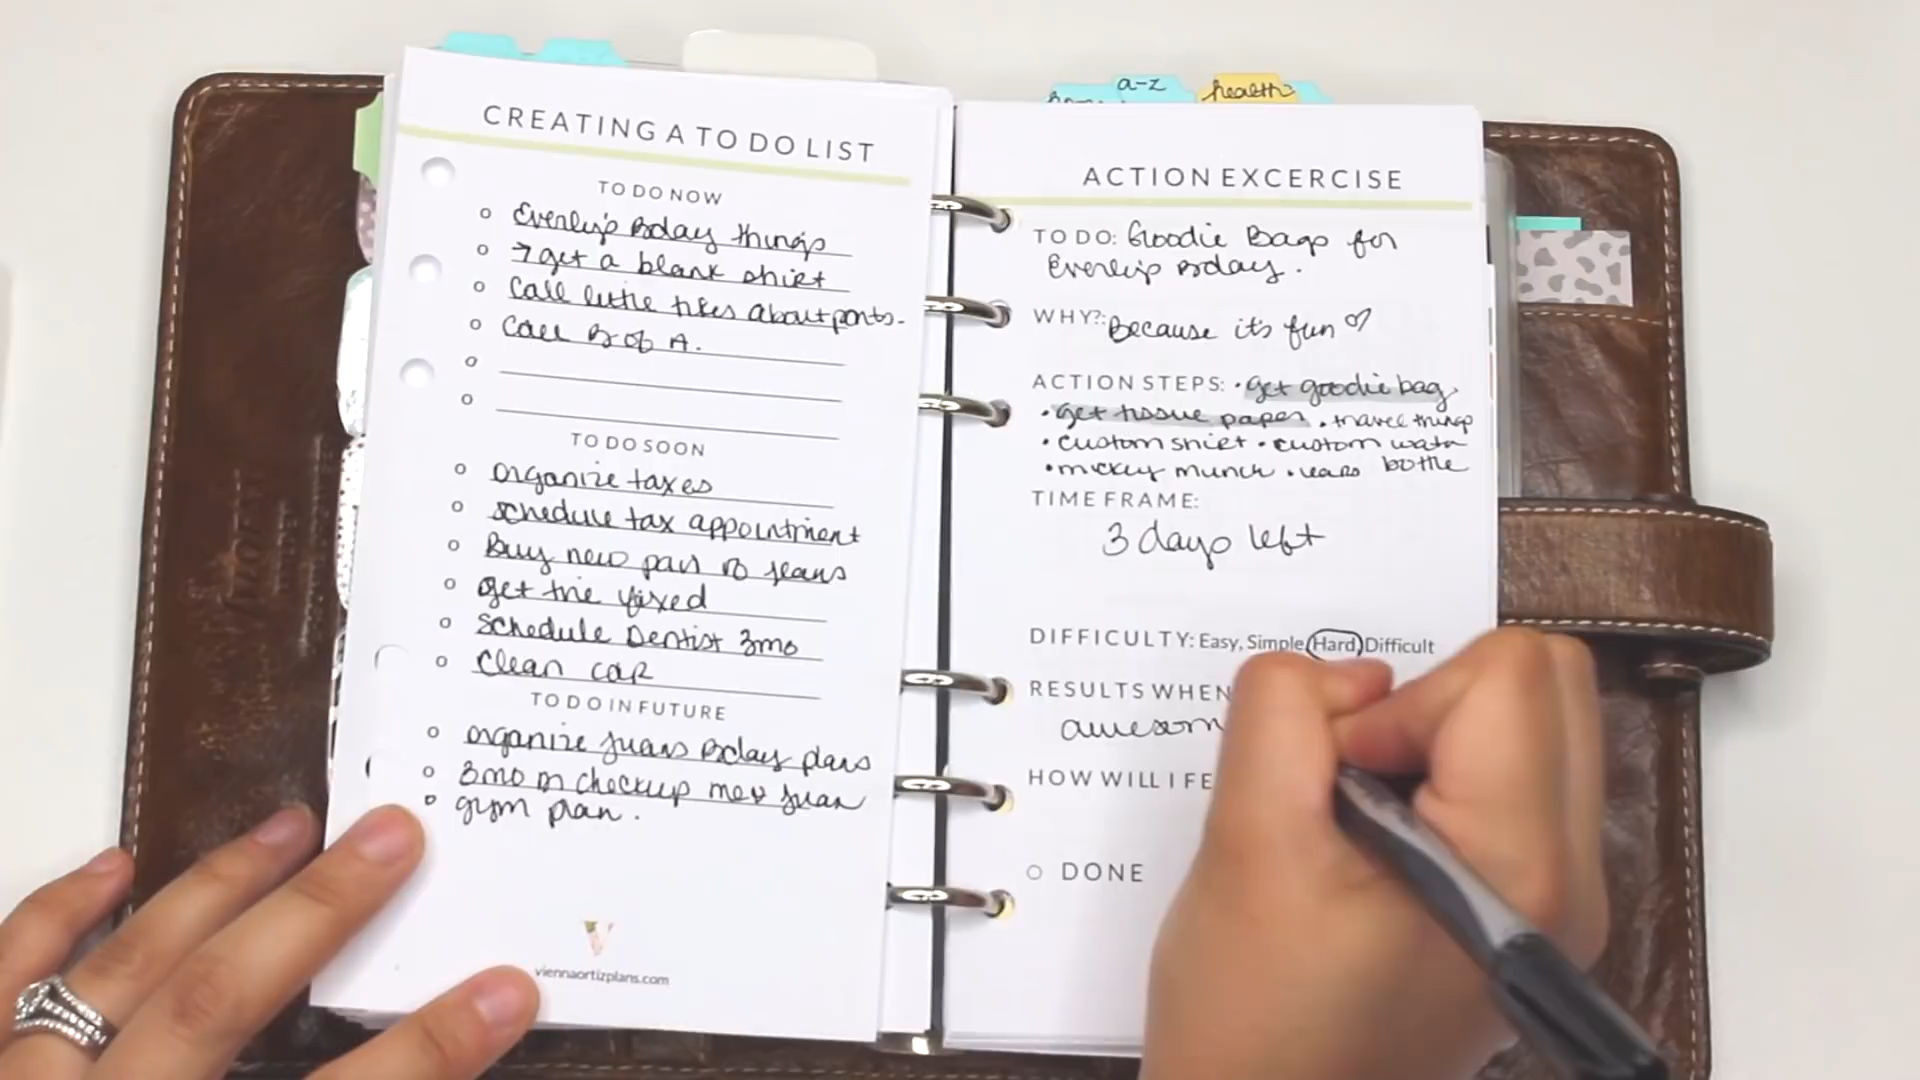 a-z
health
CREATING A TO DO LIST
TO DO NOW
Everly's Bday things
→ get a blank shirt
Call little tikes about parts.
Call B of A.
TO DO SOON
organize taxes
schedule tax appointment
Buy new pair of jeans
get tire fixed
Schedule Dentist 3mo
Clean car
TO DO IN FUTURE
organize Juans Bday plans
3mo checkup me + Juan
gym plan.
viennaortizplans.com
ACTION EXCERCISE
TO DO: Goodie Bags for
Everly's Bday.
WHY?: Because it's fun ♡
ACTION STEPS: • get goodie bag
• get tissue paper • travel things
• custom shirt • custom water
• mickey munch • ears bottle
TIME FRAME:
3 days left
DIFFICULTY: Easy, Simple, Hard, Difficult
RESULTS WHEN
awesom
HOW WILL I FE
DONE